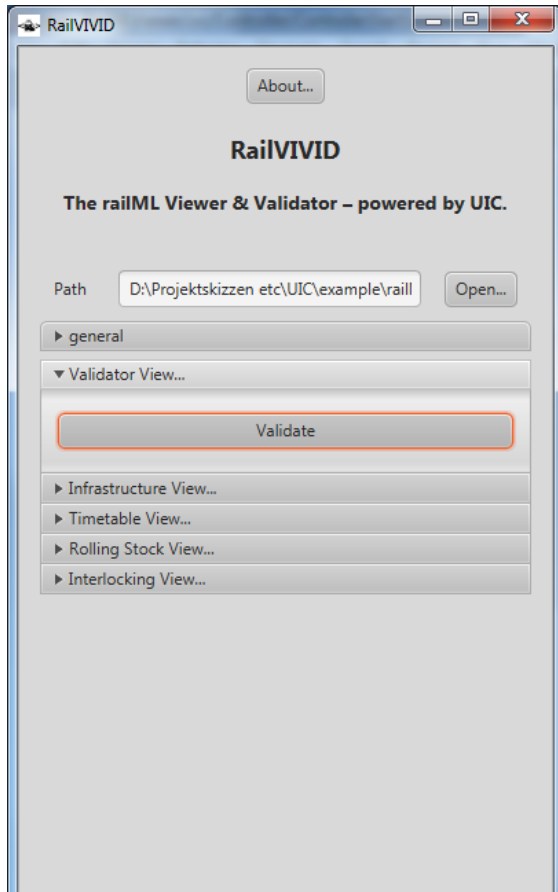 RailVIVID
About...
RailVIVID
The railML Viewer & Validator – powered by UIC.
Path D:\Projektskizzen etc\UIC\example\raill Open...
general
Validator View...
Validate
Infrastructure View...
Timetable View...
Rolling Stock View...
Interlocking View...